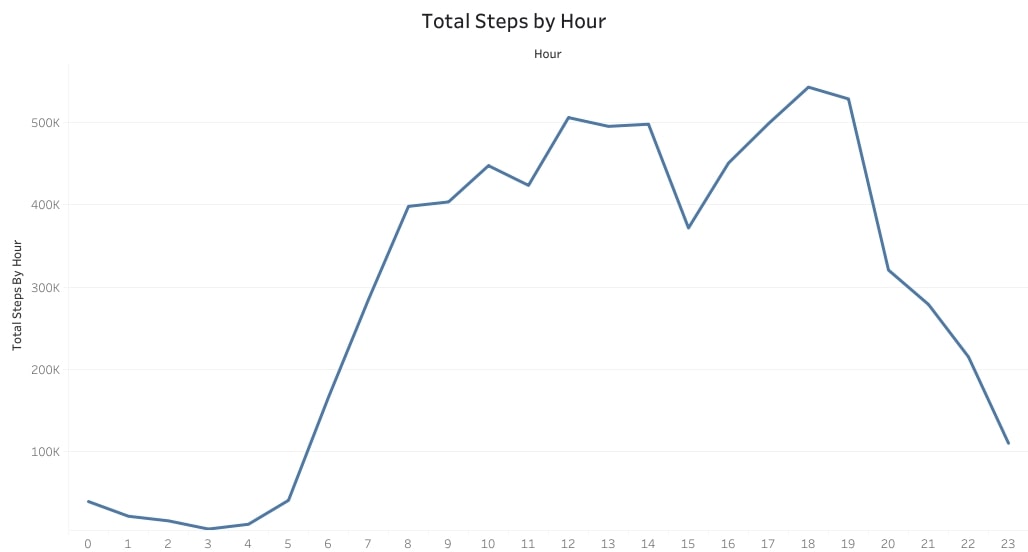 Total Steps by Hour
Hour
Total Steps By Hour
500K
400K
300K
200K
100K
0 1 2 3 4 5 6 7 8 9 10 11 12 13 14 15 16 17 18 19 20 21 22 23